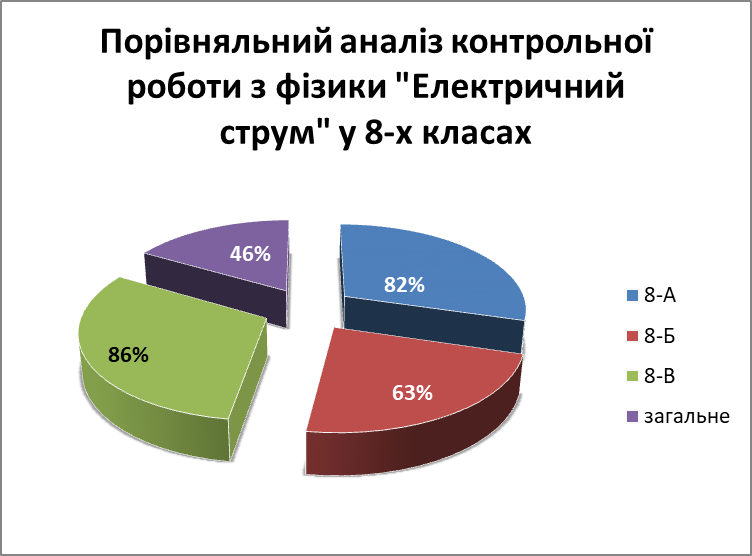 Порівняльний аналіз контрольної
роботи з фізики "Електричний
струм" у 8-х класах
46%
82%
86%
63%
8-А
8-Б
8-В
загальне